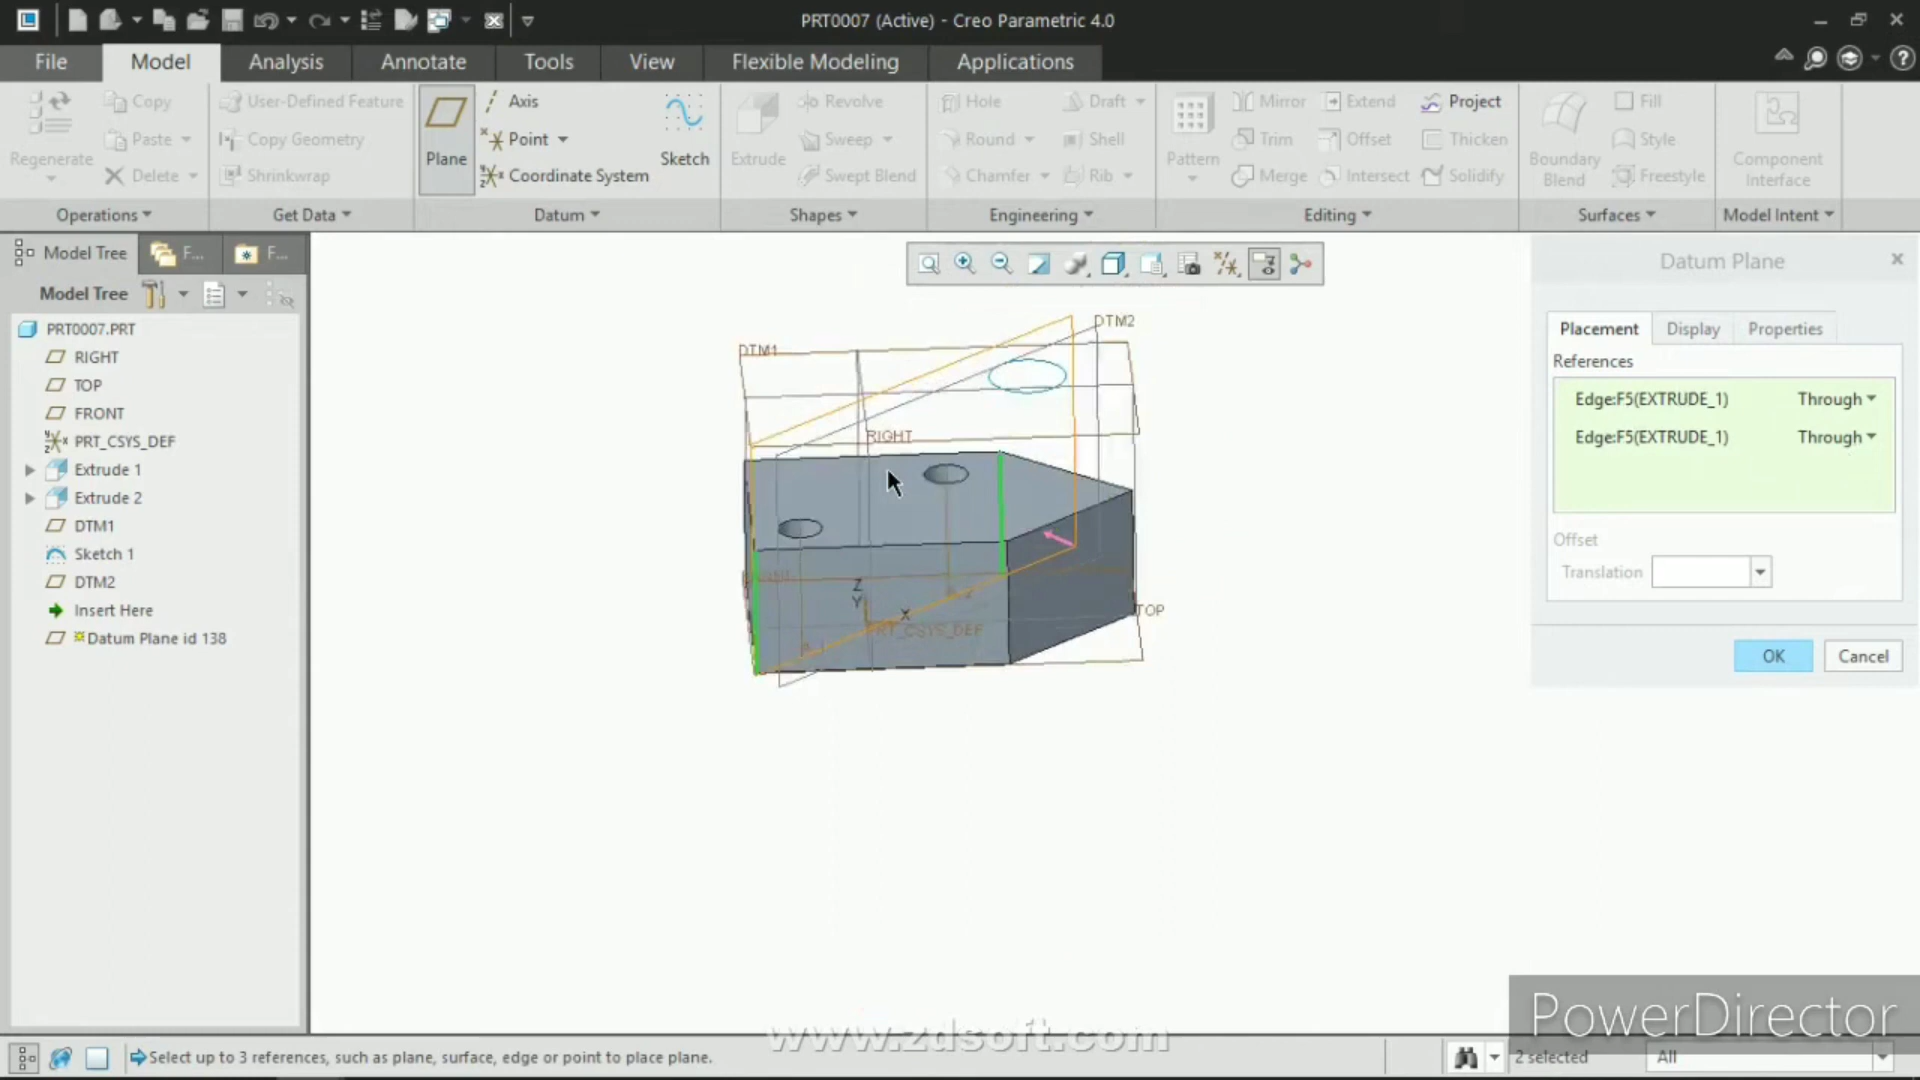 PRT0007 (Active) - Creo Parametric 4.0
File Model Analysis Annotate Tools View Flexible Modeling Applications
Regenerate
Copy
Paste
Delete
Operations
User-Defined Feature
Copy Geometry
Shrinkwrap
Get Data
Plane
Axis
Point
Coordinate System
Sketch
Datum
Extrude
Revolve
Sweep
Swept Blend
Shapes
Hole
Round
Chamfer
Draft
Shell
Rib
Engineering
Pattern
Mirror
Trim
Merge
Extend
Offset
Intersect
Project
Thicken
Solidify
Editing
Boundary
Blend
Fill
Style
Freestyle
Surfaces
Component
Interface
Model Intent
Model Tree F... F...
Model Tree
PRT0007.PRT
RIGHT
TOP
FRONT
PRT_CSYS_DEF
Extrude 1
Extrude 2
DTM1
Sketch 1
DTM2
Insert Here
Datum Plane id 138
DTM2
DTM1
RIGHT
Z
Y
X
PRT_CSYS_DEF
TOP
Datum Plane
Placement Display Properties
References
Edge:F5(EXTRUDE_1) Through
Edge:F5(EXTRUDE_1) Through
Offset
Translation
OK Cancel
PowerDirector
www.zdsoft.com
Select up to 3 references, such as plane, surface, edge or point to place plane.
2 selected All